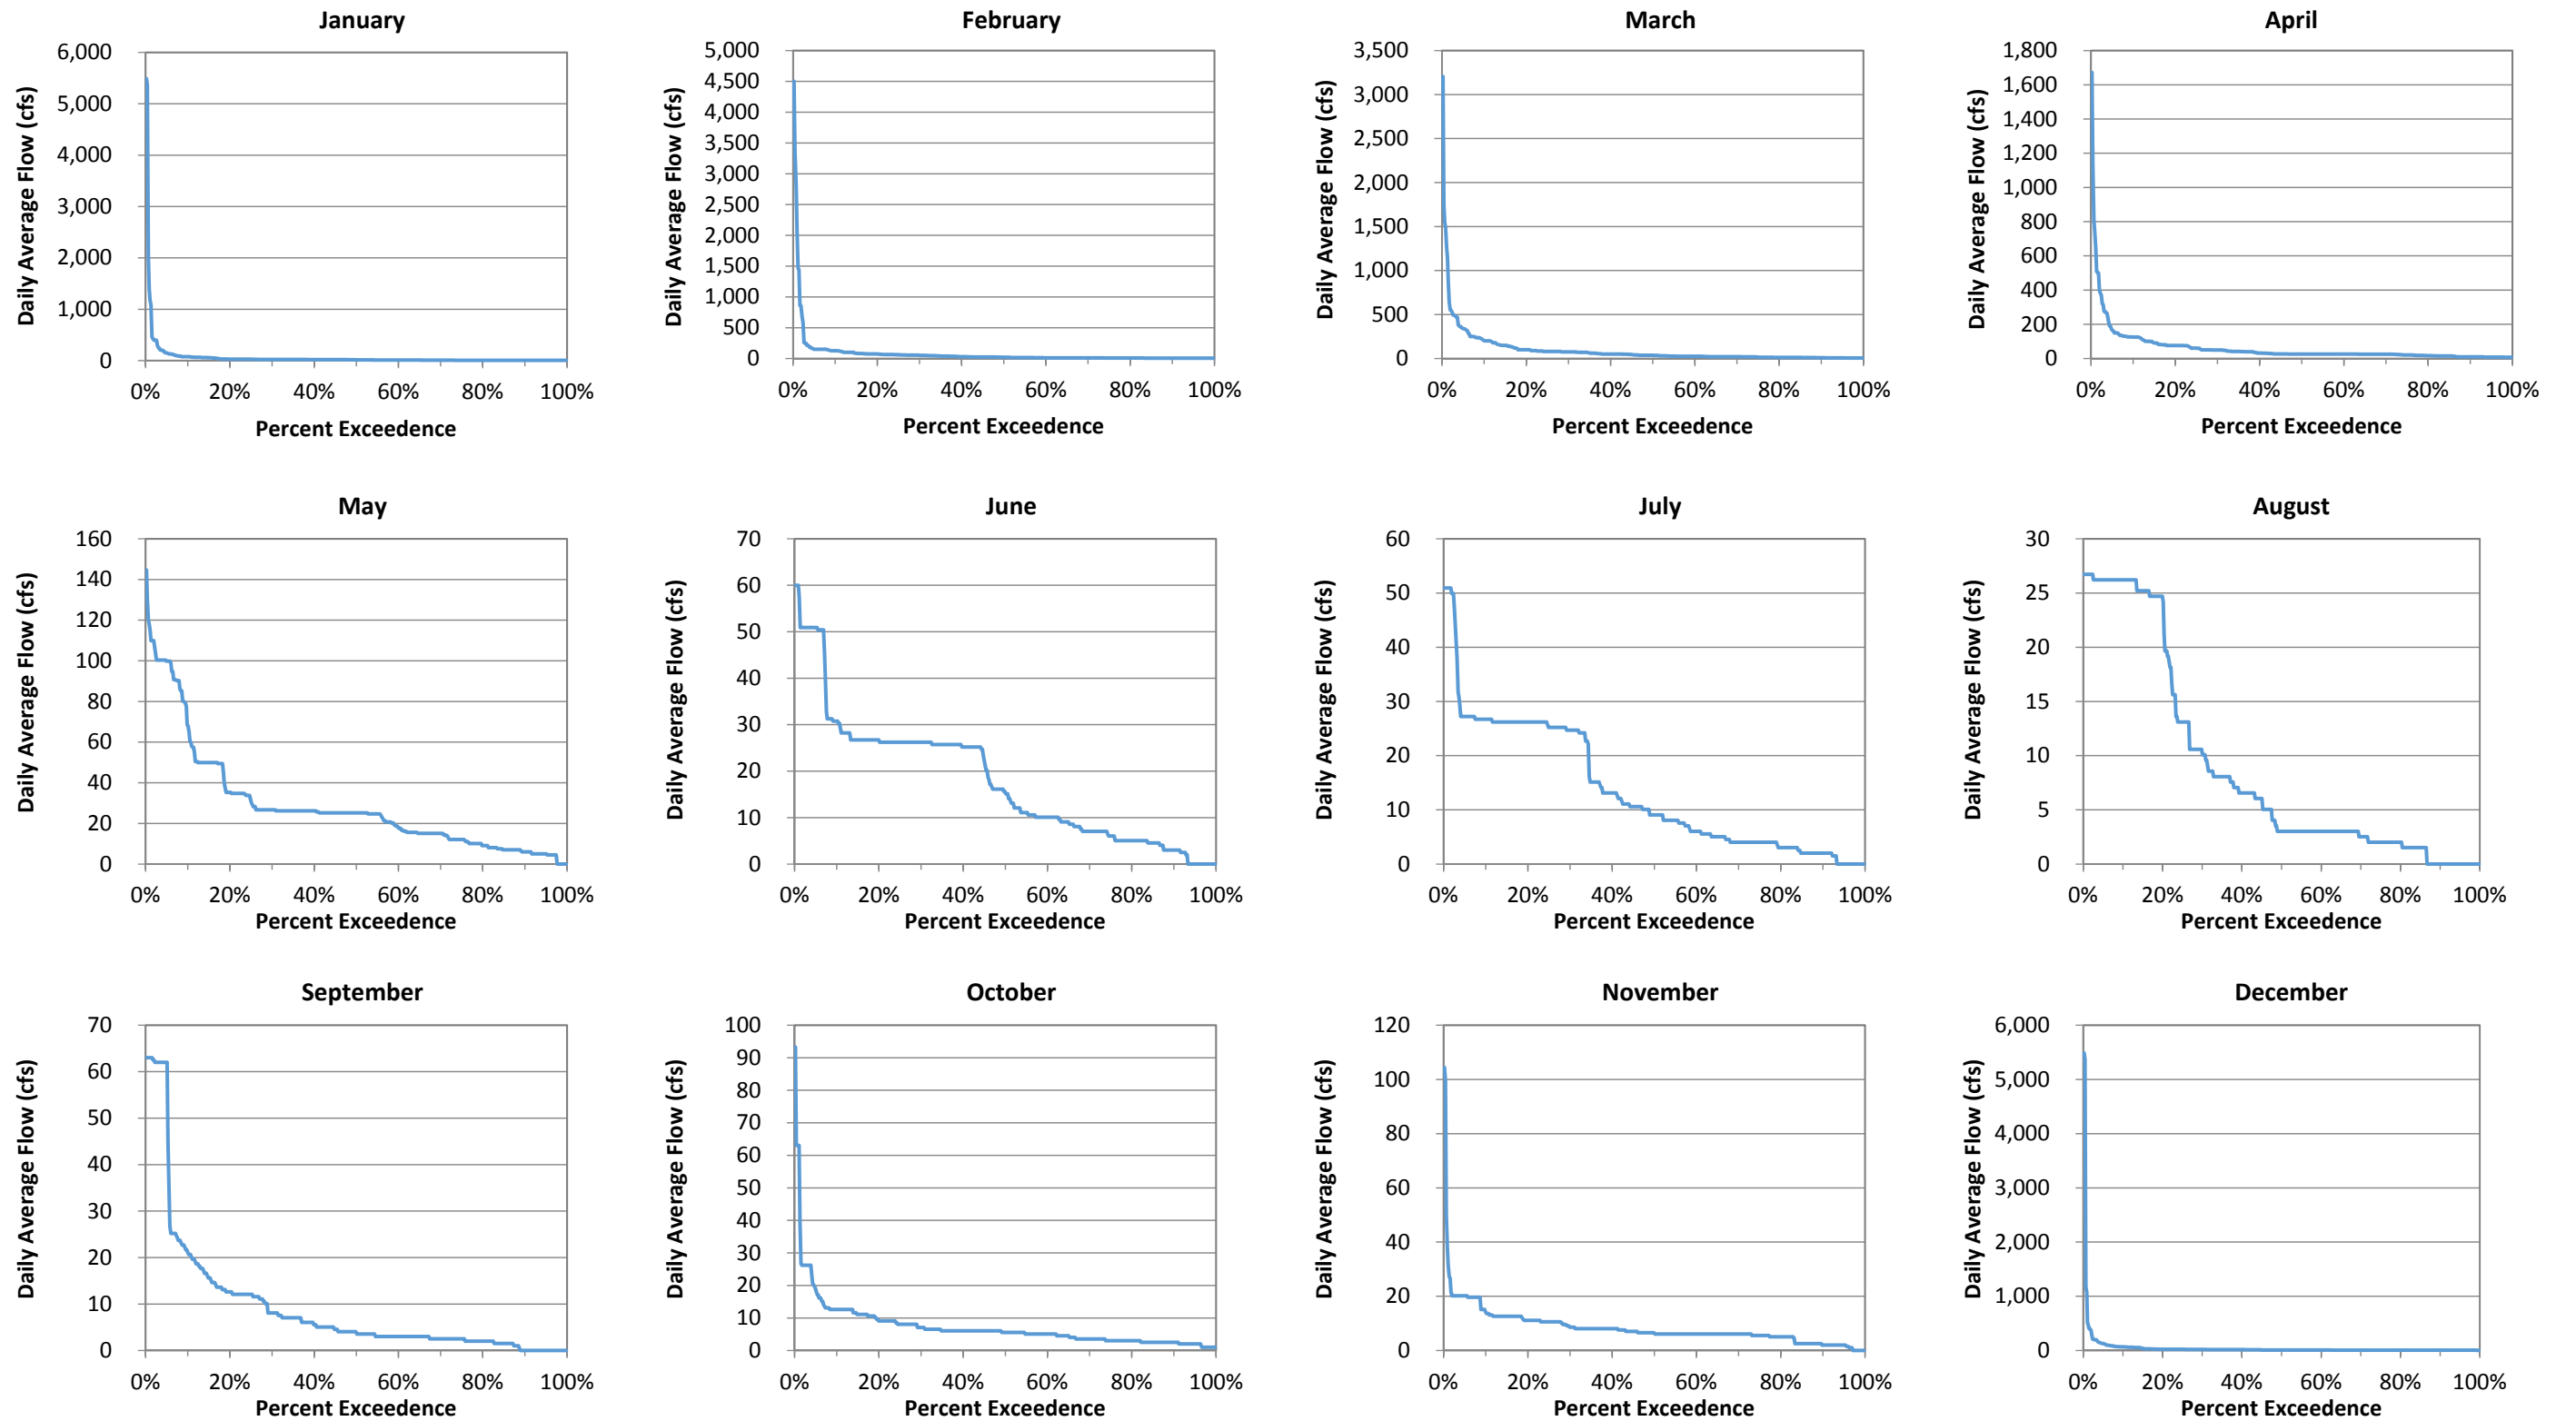 January
6,000
5,000
4,000
3,000
2,000
1,000
0
0% 20% 40% 60% 80% 100%
Percent Exceedence
Daily Average Flow (cfs)
February
5,000
4,500
4,000
3,500
3,000
2,500
2,000
1,500
1,000
500
0
0% 20% 40% 60% 80% 100%
Percent Exceedence
Daily Average Flow (cfs)
March
3,500
3,000
2,500
2,000
1,500
1,000
500
0
0% 20% 40% 60% 80% 100%
Percent Exceedence
Daily Average Flow (cfs)
April
1,800
1,600
1,400
1,200
1,000
800
600
400
200
0
0% 20% 40% 60% 80% 100%
Percent Exceedence
Daily Average Flow (cfs)
May
160
140
120
100
80
60
40
20
0
0% 20% 40% 60% 80% 100%
Percent Exceedence
Daily Average Flow (cfs)
June
70
60
50
40
30
20
10
0
0% 20% 40% 60% 80% 100%
Percent Exceedence
Daily Average Flow (cfs)
July
60
50
40
30
20
10
0
0% 20% 40% 60% 80% 100%
Percent Exceedence
Daily Average Flow (cfs)
August
30
25
20
15
10
5
0
0% 20% 40% 60% 80% 100%
Percent Exceedence
Daily Average Flow (cfs)
September
70
60
50
40
30
20
10
0
0% 20% 40% 60% 80% 100%
Percent Exceedence
Daily Average Flow (cfs)
October
100
90
80
70
60
50
40
30
20
10
0
0% 20% 40% 60% 80% 100%
Percent Exceedence
Daily Average Flow (cfs)
November
120
100
80
60
40
20
0
0% 20% 40% 60% 80% 100%
Percent Exceedence
Daily Average Flow (cfs)
December
6,000
5,000
4,000
3,000
2,000
1,000
0
0% 20% 40% 60% 80% 100%
Percent Exceedence
Daily Average Flow (cfs)